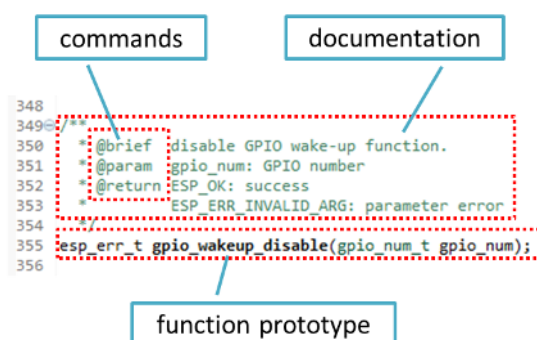 commands
documentation
348
349 /**
350 * @brief disable GPIO wake-up function.
351 * @param gpio_num: GPIO number
352 * @return ESP_OK: success
353 * ESP_ERR_INVALID_ARG: parameter error
354 */
355 esp_err_t gpio_wakeup_disable(gpio_num_t gpio_num);
356
function prototype